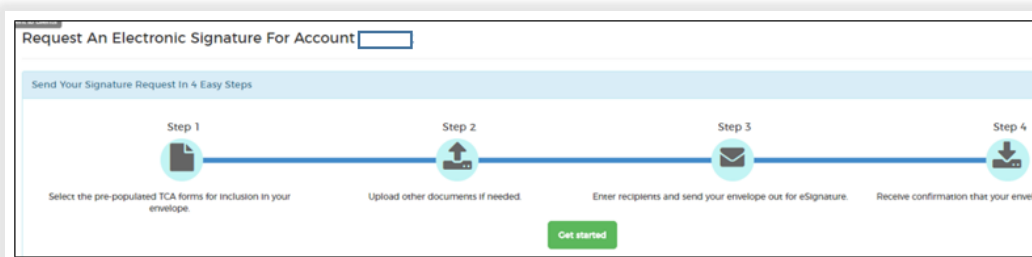 Request An Electronic Signature For Account
Send Your Signature Request In 4 Easy Steps
Step 1
Step 2
Step 3
Step 4
Select the pre-populated TCA forms for inclusion in your
envelope.
Upload other documents if needed.
Enter recipients and send your envelope out for eSignature.
Receive confirmation that your
Get started